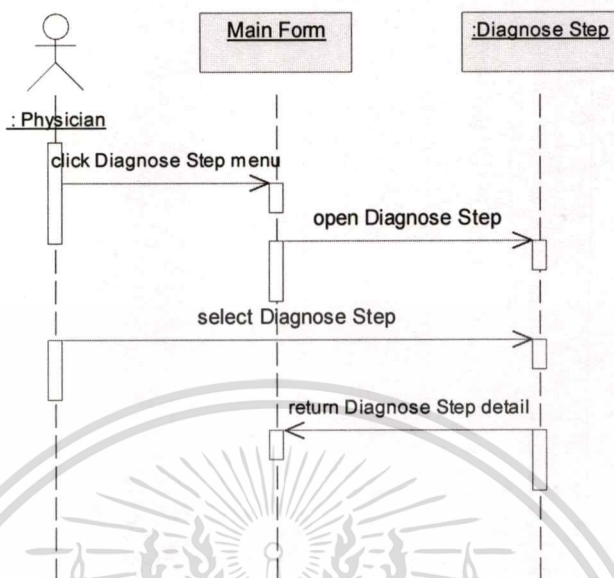 Main Form
:Diagnose Step
: Physician
click Diagnose Step menu
open Diagnose Step
select Diagnose Step
return Diagnose Step detail